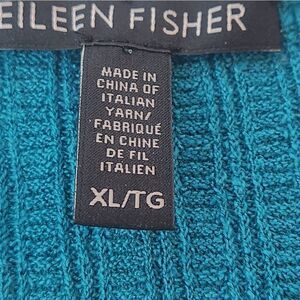 EILEEN FISHER
MADE IN
CHINA OF
ITALIAN
YARN/
FABRIQUÉ
EN CHINE
DE FIL
ITALIEN
XL/TG